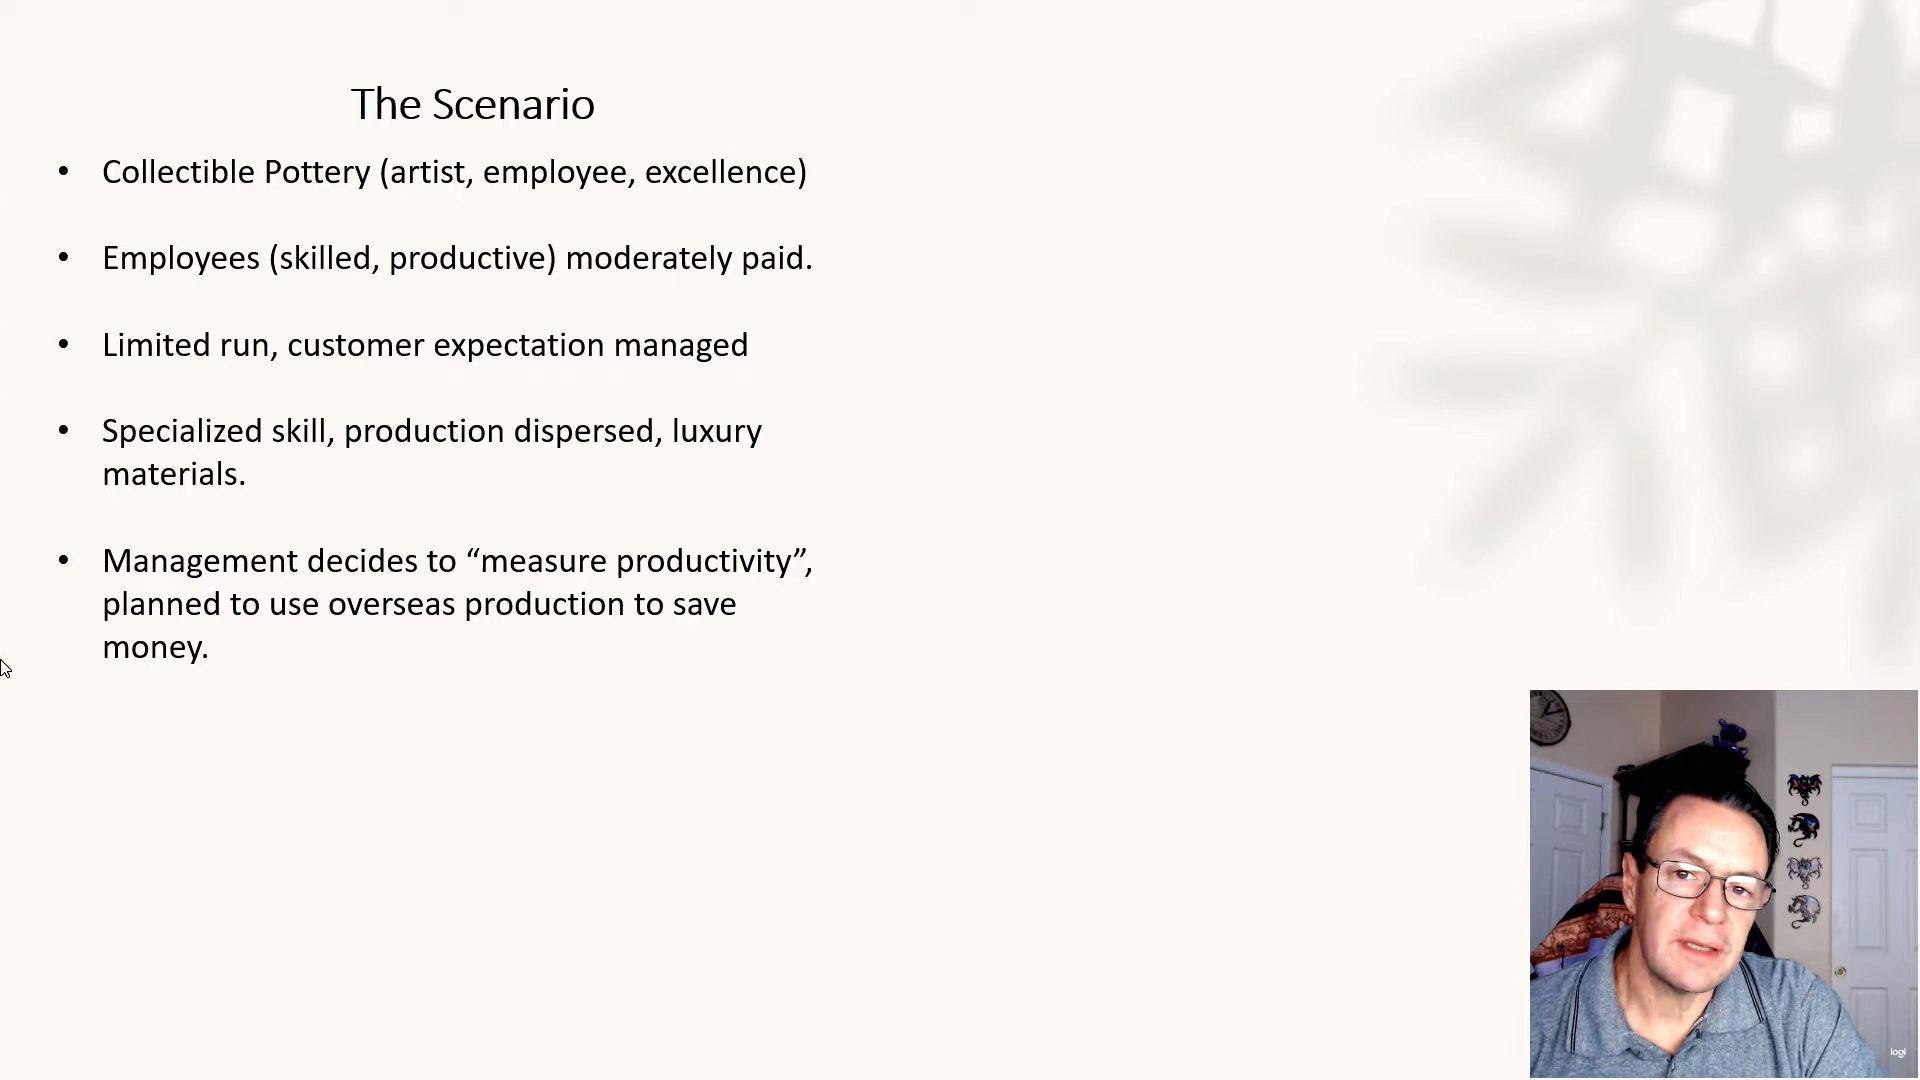 The Scenario
• Collectible Pottery (artist, employee, excellence)
• Employees (skilled, productive) moderately paid.
• Limited run, customer expectation managed
• Specialized skill, production dispersed, luxury
materials.
• Management decides to “measure productivity”,
planned to use overseas production to save
money.
logi